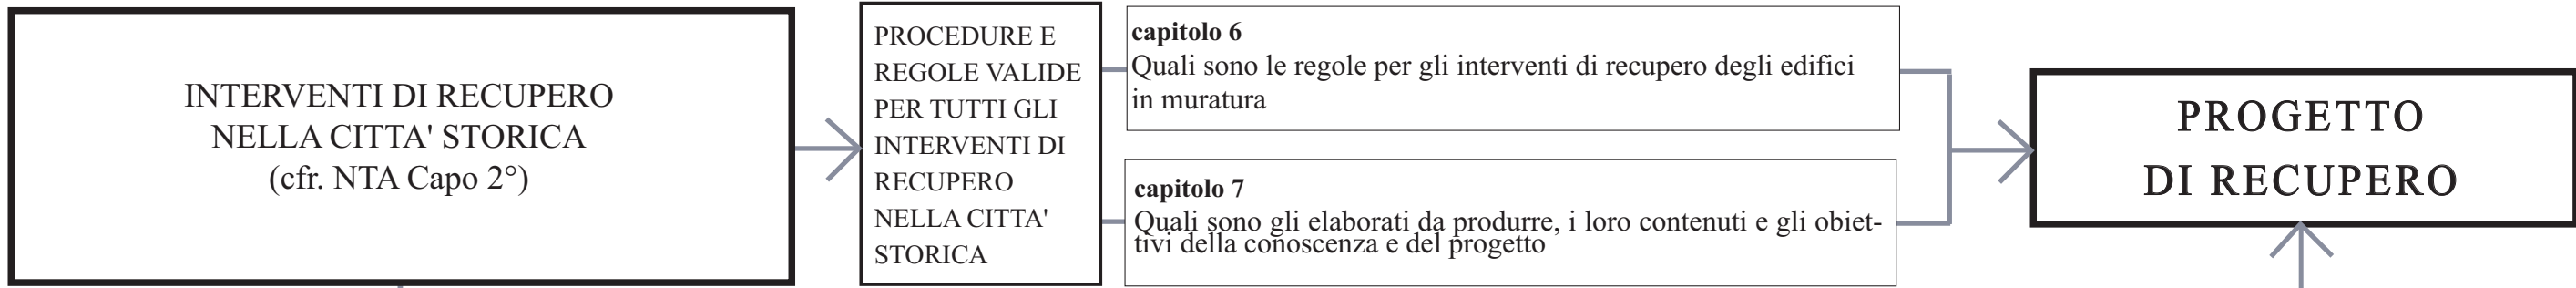 INTERVENTI DI RECUPERO
NELLA CITTA' STORICA
(cfr. NTA Capo 2°)
PROCEDURE E
REGOLE VALIDE
PER TUTTI GLI
INTERVENTI DI
RECUPERO
NELLA CITTA'
STORICA
capitolo 6
Quali sono le regole per gli interventi di recupero degli edifici
in muratura
capitolo 7
Quali sono gli elaborati da produrre, i loro contenuti e gli obiet-
tivi della conoscenza e del progetto
PROGETTO
DI RECUPERO